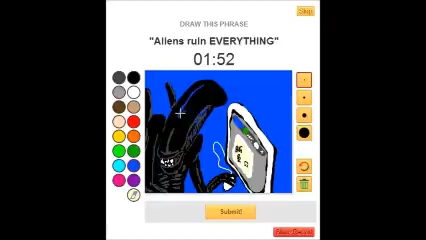 Skip
DRAW THIS PHRASE
"Aliens ruin EVERYTHING"
01:52
Submit!